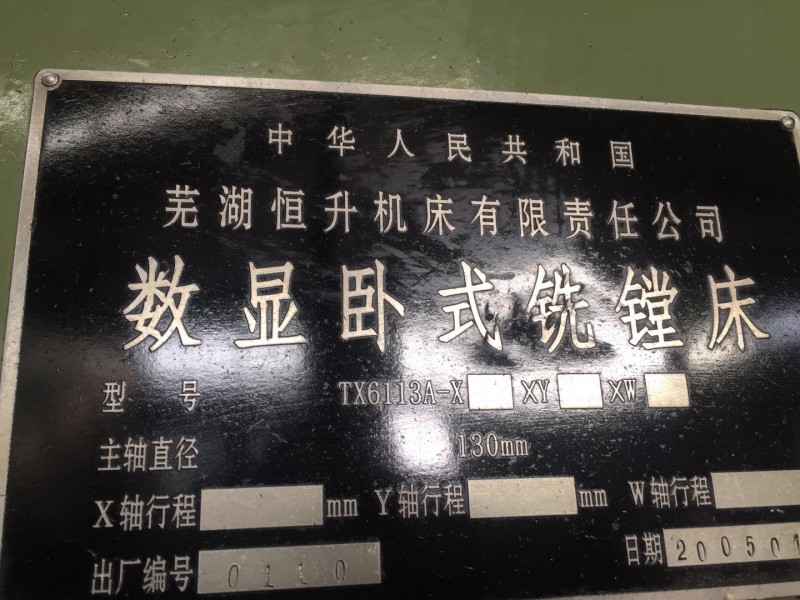 中华人民共和国
芜湖恒升机床有限责任公司
数显卧式铣镗床
型号 TX6113A-X XY XW
主轴直径 130mm
X轴行程 mm Y轴行程 mm W轴行程
出厂编号 0110 日期 200501